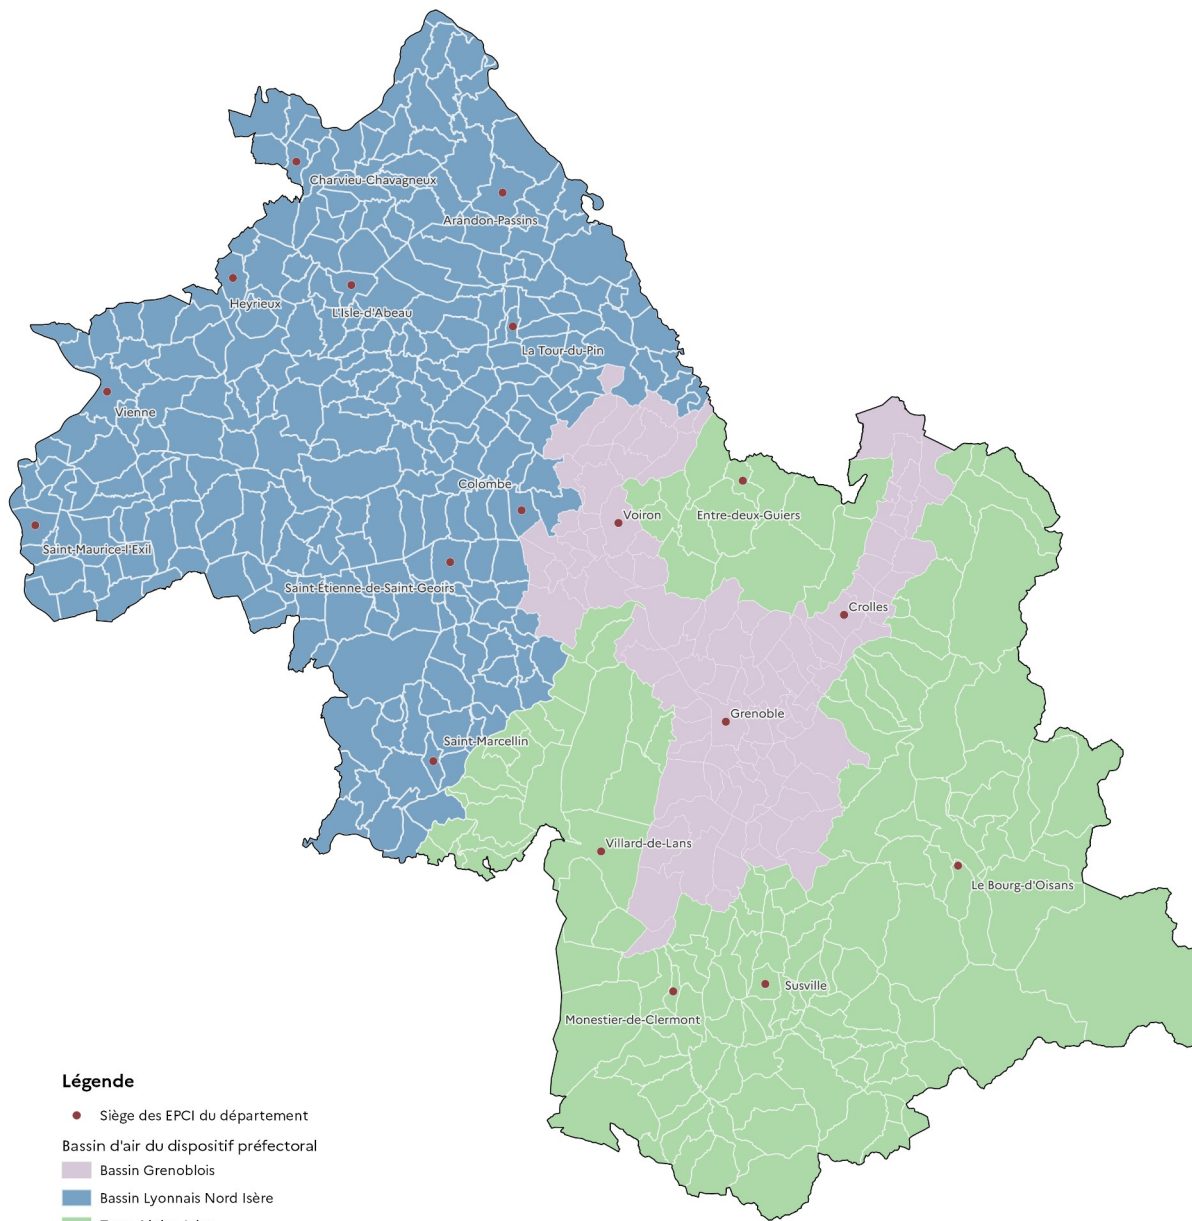 Charvieu-Chavagneux
Arandon-Passins
Heyrieux
L'Isle-d'Abeau
La Tour-du-Pin
Vienne
Colombe
Voiron
Entre-deux-Guiers
Saint-Maurice-l'Exil
Saint-Étienne-de-Saint-Geoirs
Crolles
Grenoble
Saint-Marcellin
Villard-de-Lans
Le Bourg-d'Oisans
Susville
Monestier-de-Clermont
Légende
Siège des EPCI du département
Bassin d'air du dispositif préfectoral
Bassin Grenoblois
Bassin Lyonnais Nord Isère